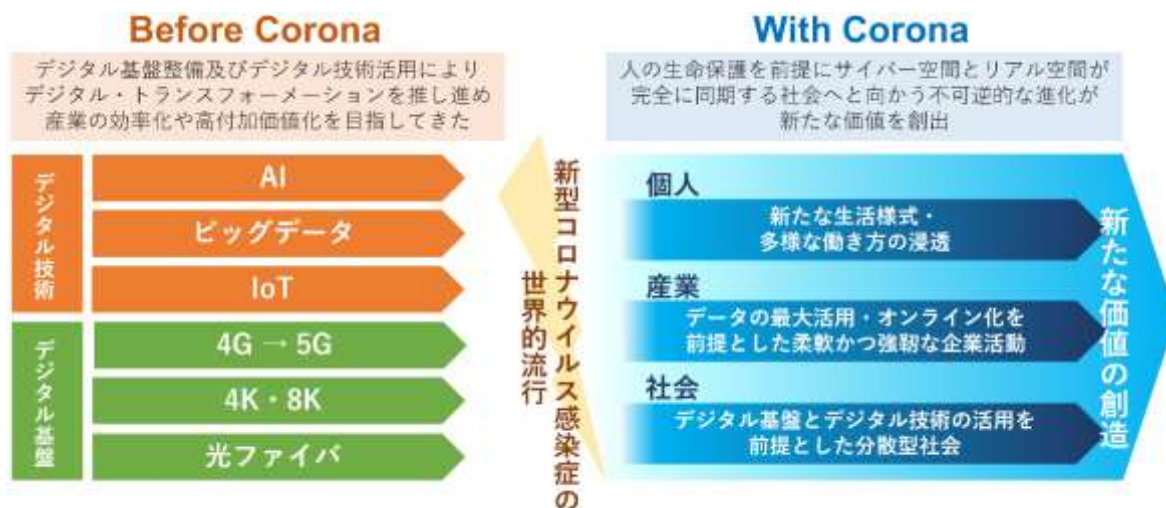 Before Corona
デジタル基盤整備及びデジタル技術活用により
デジタル・トランスフォーメーションを推し進め
産業の効率化や高付加価値化を目指してきた
デジタル技術
AI
ビッグデータ
IoT
デジタル基盤
4G → 5G
4K・8K
光ファイバ
新型コロナウイルス感染症の
世界的流行
With Corona
人の生命保護を前提にサイバー空間とリアル空間が
完全に同期する社会へと向かう不可逆的な進化が
新たな価値を創出
個人
新たな生活様式・
多様な働き方の浸透
産業
データの最大活用・オンライン化を
前提とした柔軟かつ強靭な企業活動
社会
デジタル基盤とデジタル技術の活用を
前提とした分散型社会
新たな価値の創造